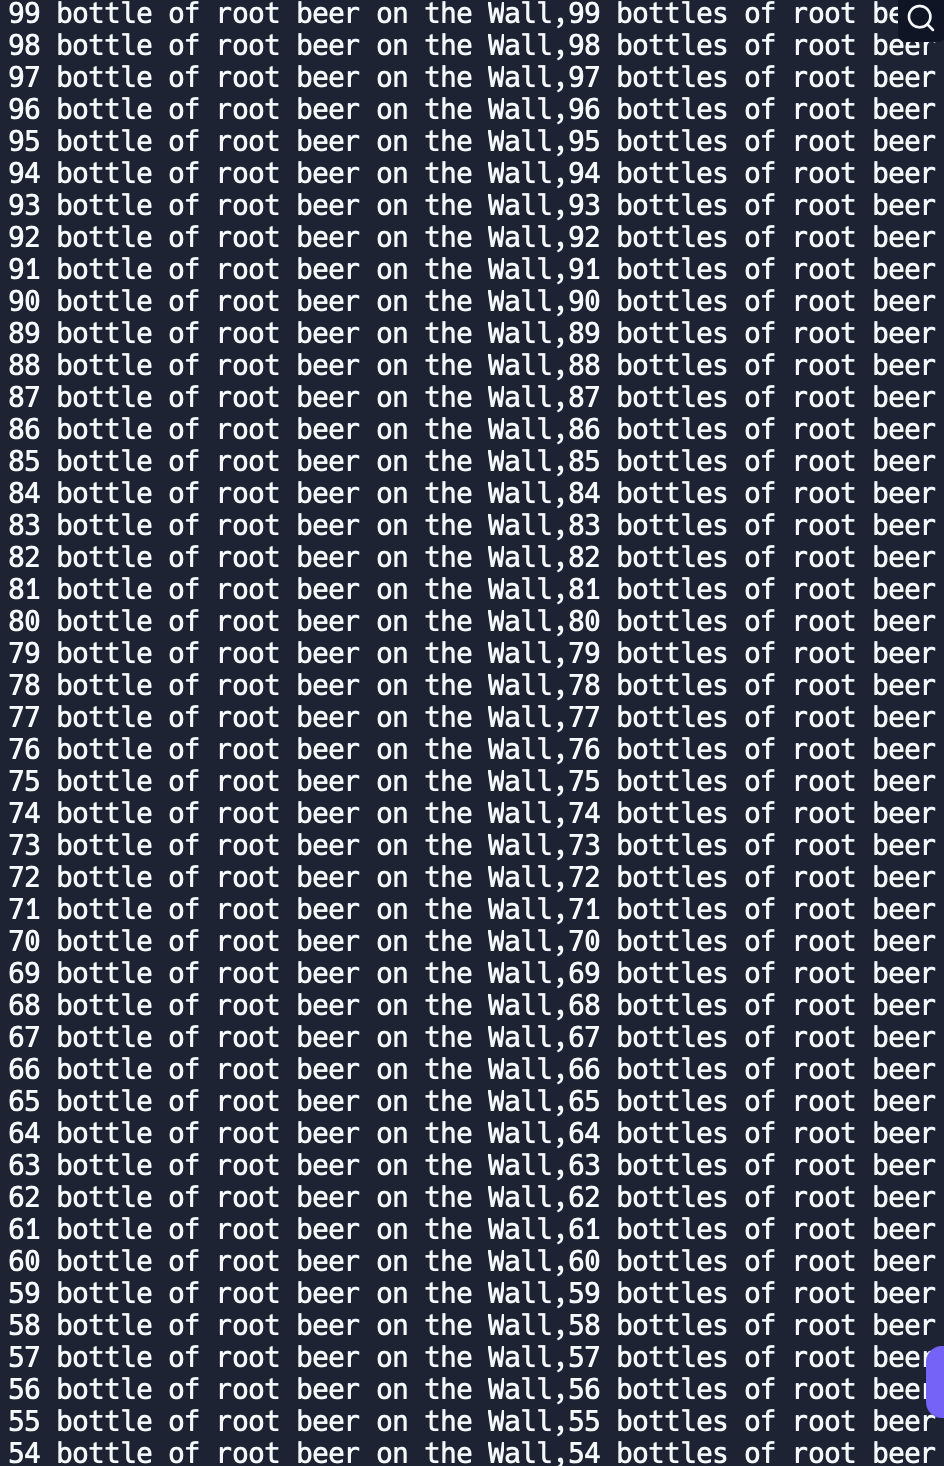 99 bottle of root beer on the Wall,99 bottles of root
98 bottle of root beer on the Wall,98 bottles of root beer
97 bottle of root beer on the Wall,97 bottles of root beer
96 bottle of root beer on the Wall,96 bottles of root beer
95 bottle of root beer on the Wall,95 bottles of root beer
94 bottle of root beer on the Wall,94 bottles of root beer
93 bottle of root beer on the Wall,93 bottles of root beer
92 bottle of root beer on the Wall,92 bottles of root beer
91 bottle of root beer on the Wall,91 bottles of root beer
90 bottle of root beer on the Wall,90 bottles of root beer
89 bottle of root beer on the Wall,89 bottles of root beer
88 bottle of root beer on the Wall,88 bottles of root beer
87 bottle of root beer on the Wall,87 bottles of root beer
86 bottle of root beer on the Wall,86 bottles of root beer
85 bottle of root beer on the Wall,85 bottles of root beer
84 bottle of root beer on the Wall,84 bottles of root beer
83 bottle of root beer on the Wall,83 bottles of root beer
82 bottle of root beer on the Wall,82 bottles of root beer
81 bottle of root beer on the Wall,81 bottles of root beer
80 bottle of root beer on the Wall,80 bottles of root beer
79 bottle of root beer on the Wall,79 bottles of root beer
78 bottle of root beer on the Wall,78 bottles of root beer
77 bottle of root beer on the Wall,77 bottles of root beer
76 bottle of root beer on the Wall,76 bottles of root beer
75 bottle of root beer on the Wall,75 bottles of root beer
74 bottle of root beer on the Wall,74 bottles of root beer
73 bottle of root beer on the Wall,73 bottles of root beer
72 bottle of root beer on the Wall,72 bottles of root beer
71 bottle of root beer on the Wall,71 bottles of root beer
70 bottle of root beer on the Wall,70 bottles of root beer
69 bottle of root beer on the Wall,69 bottles of root beer
68 bottle of root beer on the Wall,68 bottles of root beer
67 bottle of root beer on the Wall,67 bottles of root beer
66 bottle of root beer on the Wall,66 bottles of root beer
65 bottle of root beer on the Wall,65 bottles of root beer
64 bottle of root beer on the Wall,64 bottles of root beer
63 bottle of root beer on the Wall,63 bottles of root beer
62 bottle of root beer on the Wall,62 bottles of root beer
61 bottle of root beer on the Wall,61 bottles of root beer
60 bottle of root beer on the Wall,60 bottles of root beer
59 bottle of root beer on the Wall,59 bottles of root beer
58 bottle of root beer on the Wall,58 bottles of root beer
57 bottle of root beer on the Wall,57 bottles of root beer
56 bottle of root beer on the Wall,56 bottles of root beer
55 bottle of root beer on the Wall,55 bottles of root beer
54 bottle of root beer on the Wall,54 bottles of root beer